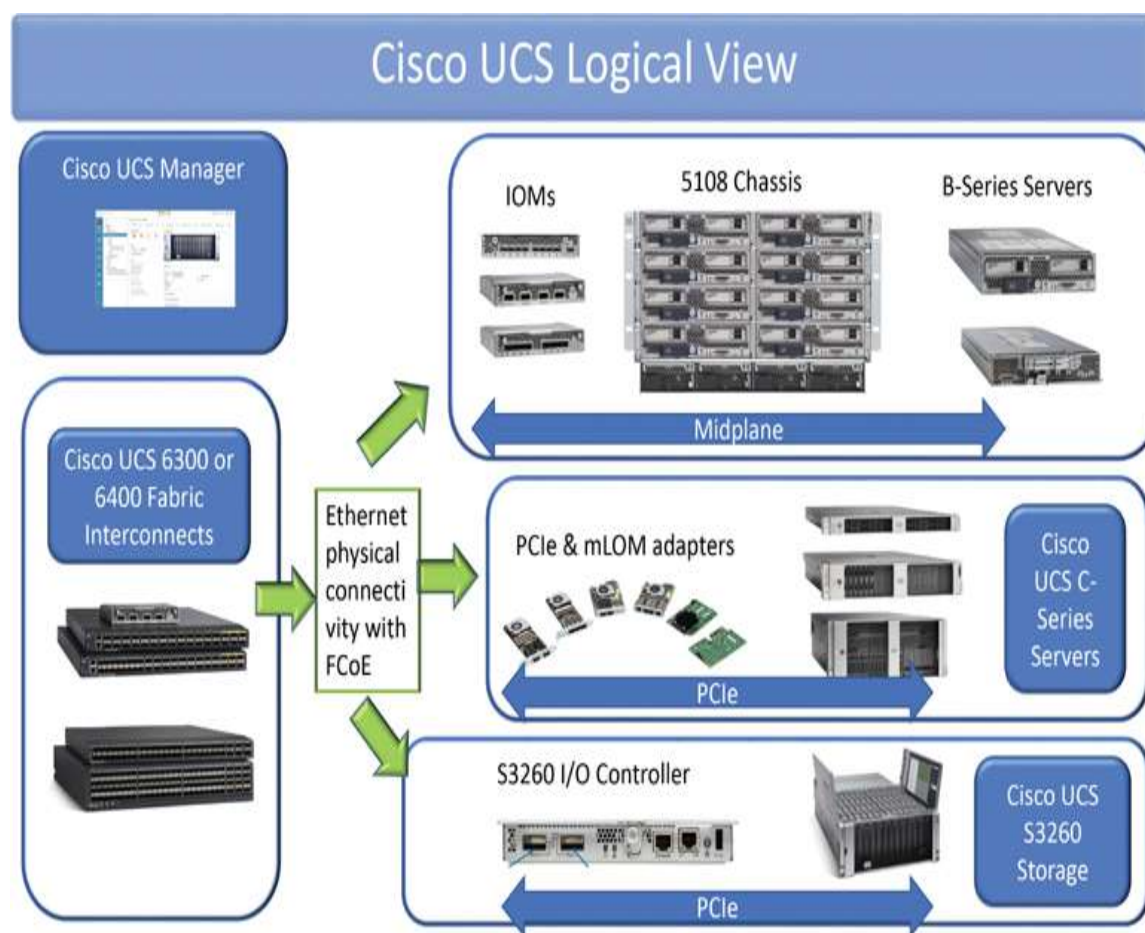 Cisco UCS Logical View
Cisco UCS Manager
Cisco UCS 6300 or
6400 Fabric
Interconnects
Ethernet
physical
connecti
vity with
FCoE
IOMs
5108 Chassis
B-Series Servers
Midplane
PCIe & mLOM adapters
Cisco
UCS C-
Series
Servers
PCIe
S3260 I/O Controller
Cisco UCS
S3260
Storage
PCIe